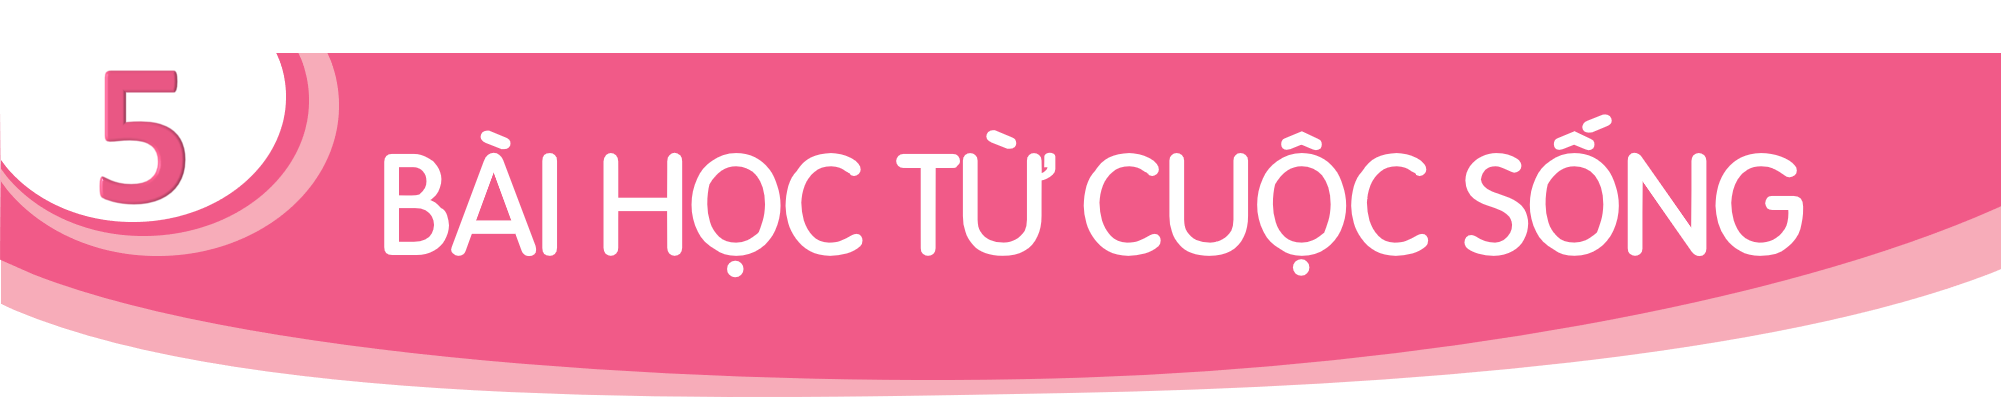 5
BÀI HỌC TỪ CUỘC SỐNG